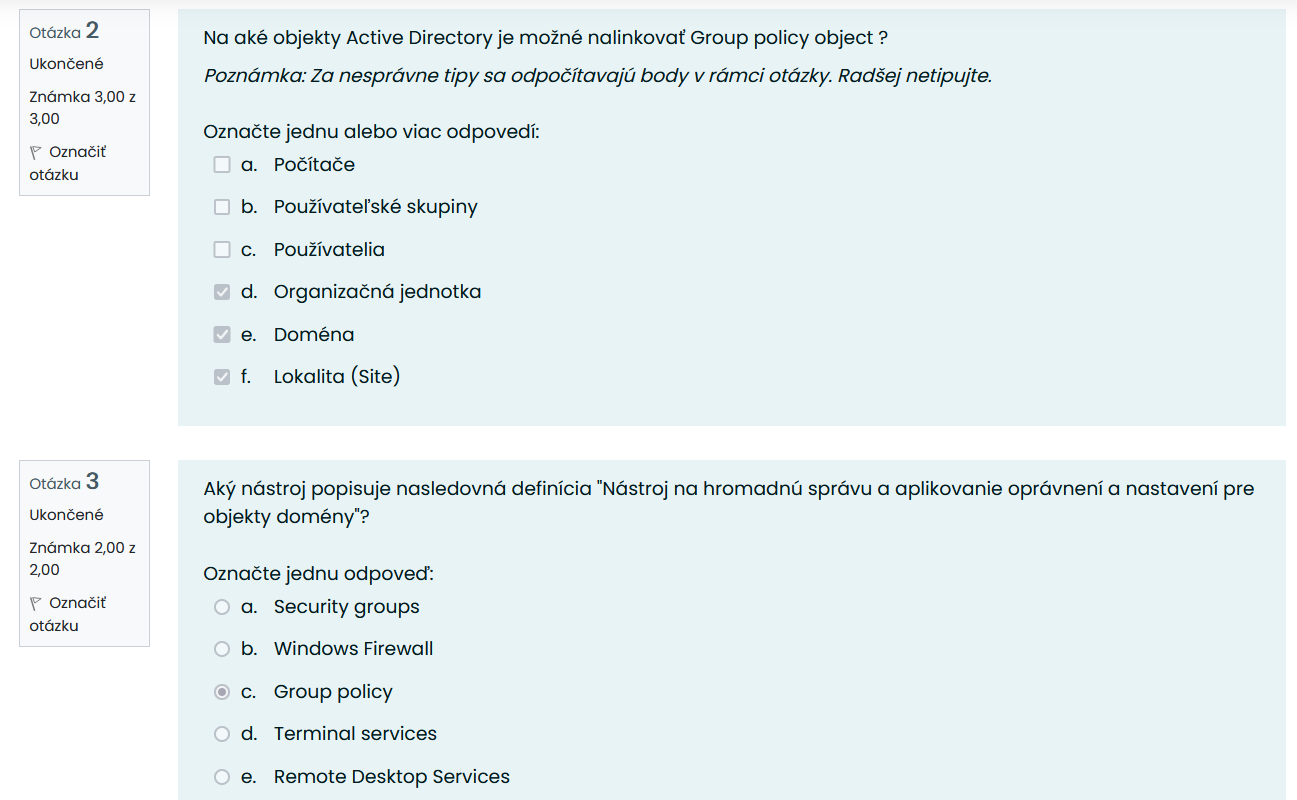 Otázka 2
Ukončené
Známka 3,00 z
3,00
Označiť
otázku
Na aké objekty Active Directory je možné nalinkovať Group policy object ?
Poznámka: Za nesprávne tipy sa odpočítavajú body v rámci otázky. Radšej netipujte.
Označte jednu alebo viac odpovedí:
a. Počítače
b. Používateľské skupiny
c. Používatelia
d. Organizačná jednotka
e. Doména
f. Lokalita (Site)
Otázka 3
Ukončené
Známka 2,00 z
2,00
Označiť
otázku
Aký nástroj popisuje nasledovná definícia "Nástroj na hromadnú správu a aplikovanie oprávnení a nastavení pre
objekty domény"?
Označte jednu odpoveď:
a. Security groups
b. Windows Firewall
c. Group policy
d. Terminal services
e. Remote Desktop Services